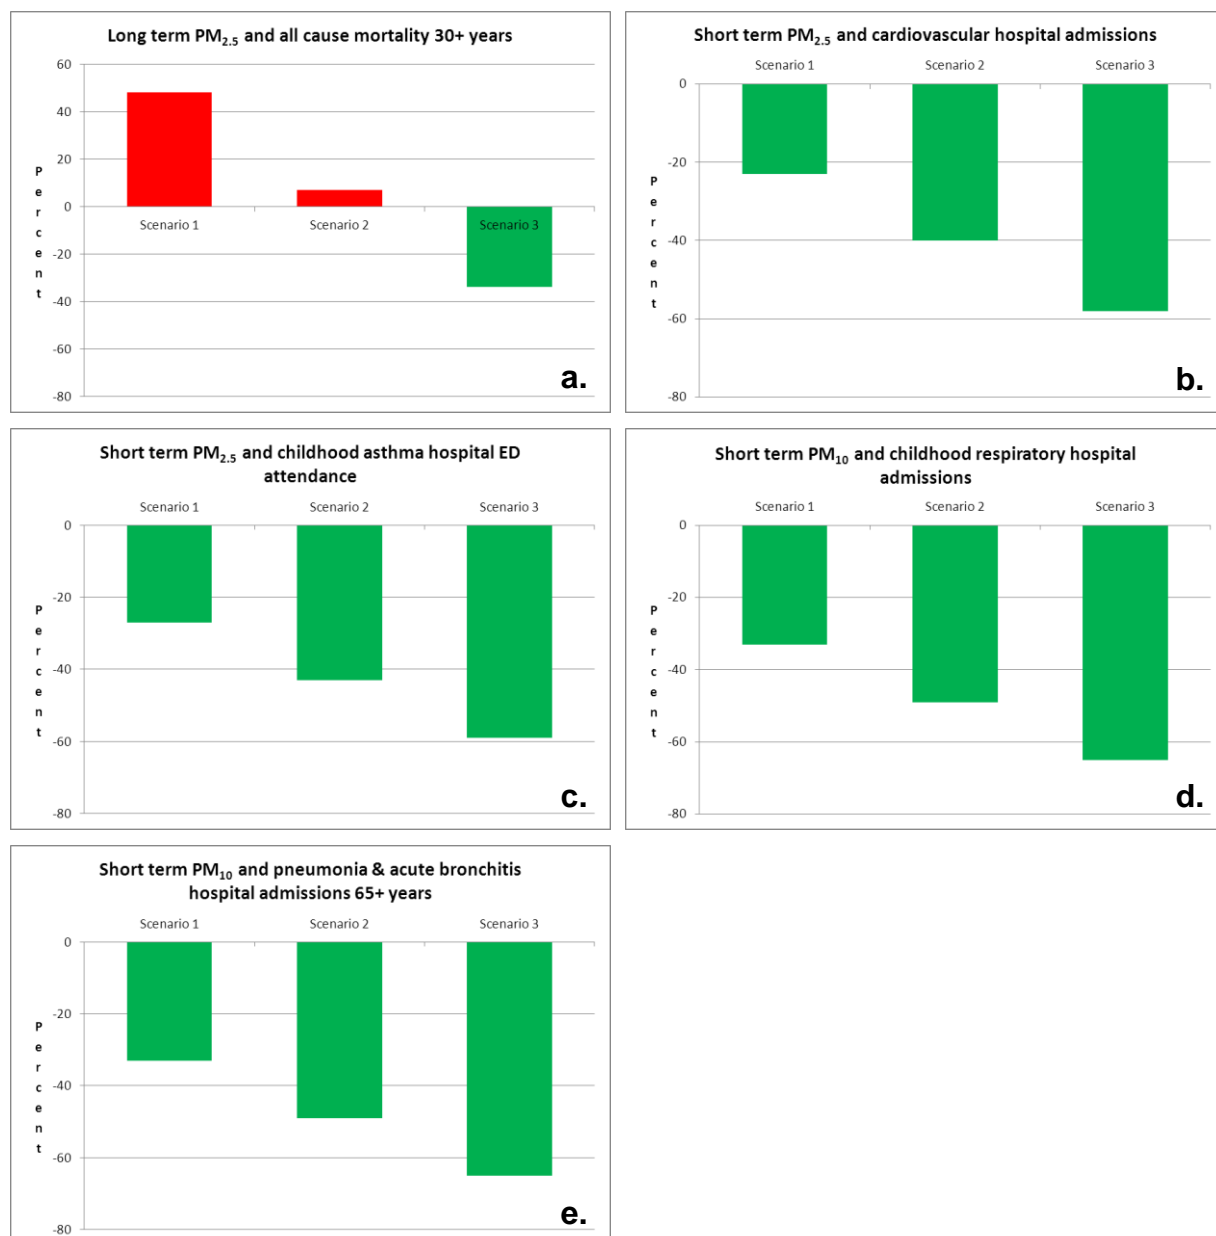 Long term PM2.5 and all cause mortality 30+ years
60
40
20
0
-20
-40
-60
-80
Percent
Scenario 1
Scenario 2
Scenario 3
a.
Short term PM2.5 and cardiovascular hospital admissions
Scenario 1
Scenario 2
Scenario 3
0
-20
-40
-60
-80
Percent
b.
Short term PM2.5 and childhood asthma hospital ED
attendance
Scenario 1
Scenario 2
Scenario 3
0
-20
-40
-60
-80
Percent
c.
Short term PM10 and childhood respiratory hospital
admissions
Scenario 1
Scenario 2
Scenario 3
0
-20
-40
-60
-80
Percent
d.
Short term PM10 and pneumonia & acute bronchitis
hospital admissions 65+ years
Scenario 1
Scenario 2
Scenario 3
0
-20
-40
-60
-80
Percent
e.